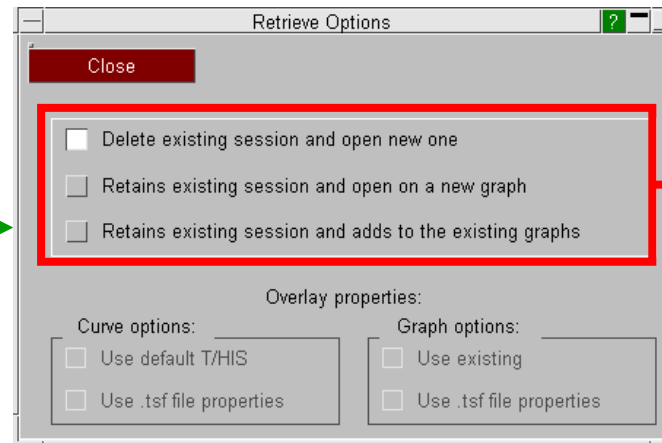 Retrieve Options ?
Close
Delete existing session and open new one
Retains existing session and open on a new graph
Retains existing session and adds to the existing graphs
Overlay properties:
Curve options: Graph options:
Use default T/HIS Use existing
Use .tsf file properties Use .tsf file properties